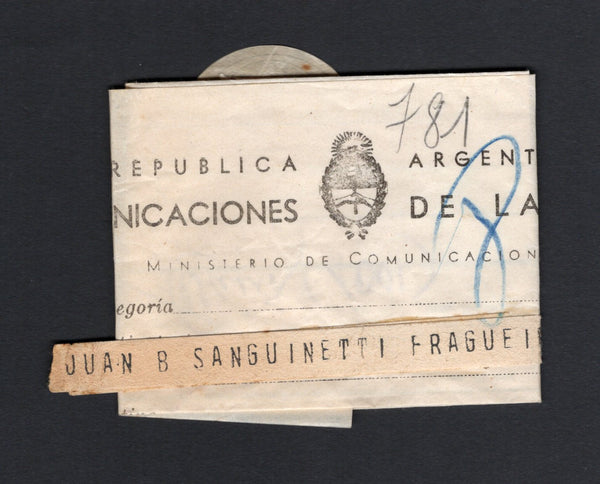 781
REPUBLICA ARGENT
NICACIONES DE LA
MINISTERIO DE COMUNICACION
egoría
JUAN B SANGUINETTI FRAGUEI